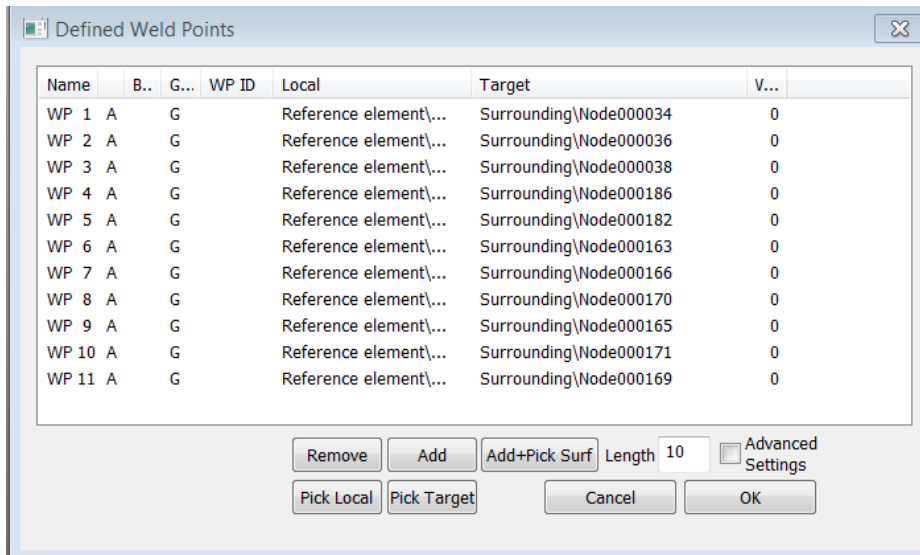 Defined Weld Points
Name B.. G... WP ID Local Target V...
WP 1 A G Reference element\... Surrounding\Node000034 0
WP 2 A G Reference element\... Surrounding\Node000036 0
WP 3 A G Reference element\... Surrounding\Node000038 0
WP 4 A G Reference element\... Surrounding\Node000186 0
WP 5 A G Reference element\... Surrounding\Node000182 0
WP 6 A G Reference element\... Surrounding\Node000163 0
WP 7 A G Reference element\... Surrounding\Node000166 0
WP 8 A G Reference element\... Surrounding\Node000170 0
WP 9 A G Reference element\... Surrounding\Node000165 0
WP 10 A G Reference element\... Surrounding\Node000171 0
WP 11 A G Reference element\... Surrounding\Node000169 0
Remove Add Add+Pick Surf Length 10 Advanced
Settings
Pick Local Pick Target Cancel OK